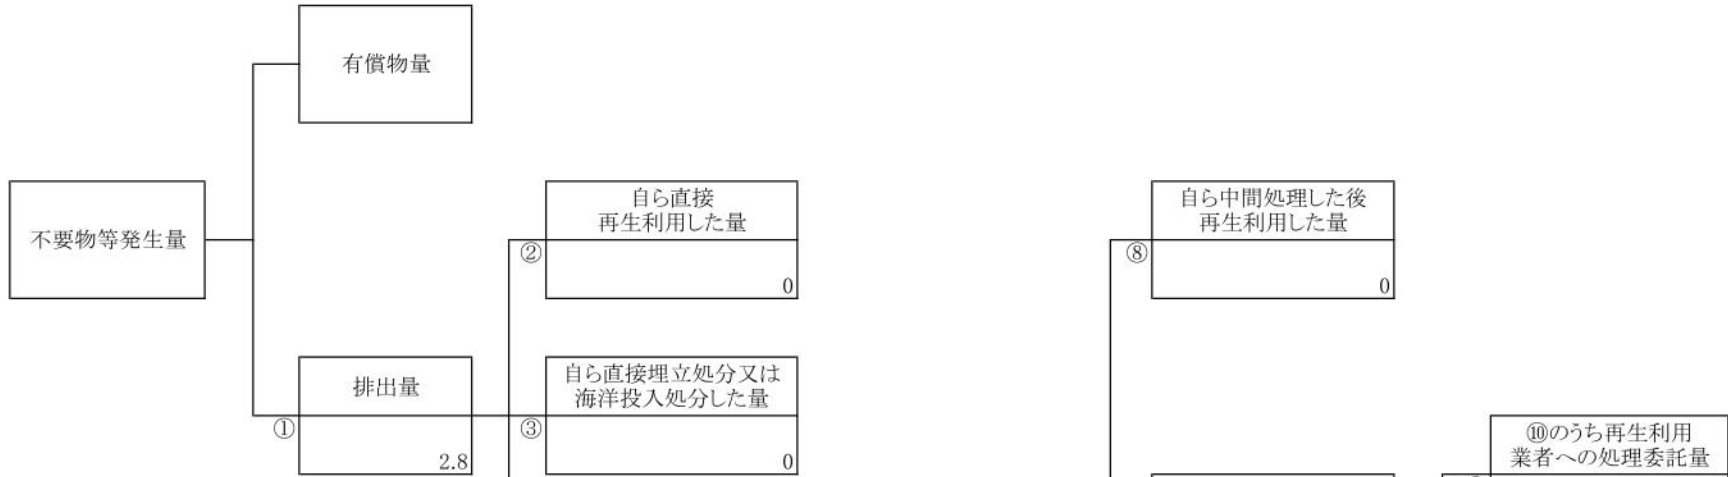 有償物量
不要物等発生量
自ら直接
再生利用した量
②
0
自ら中間処理した後
再生利用した量
⑧
0
排出量
①
2.8
自ら直接埋立処分又は
海洋投入処分した量
③
0
⑩のうち再生利用
業者への処理委託量